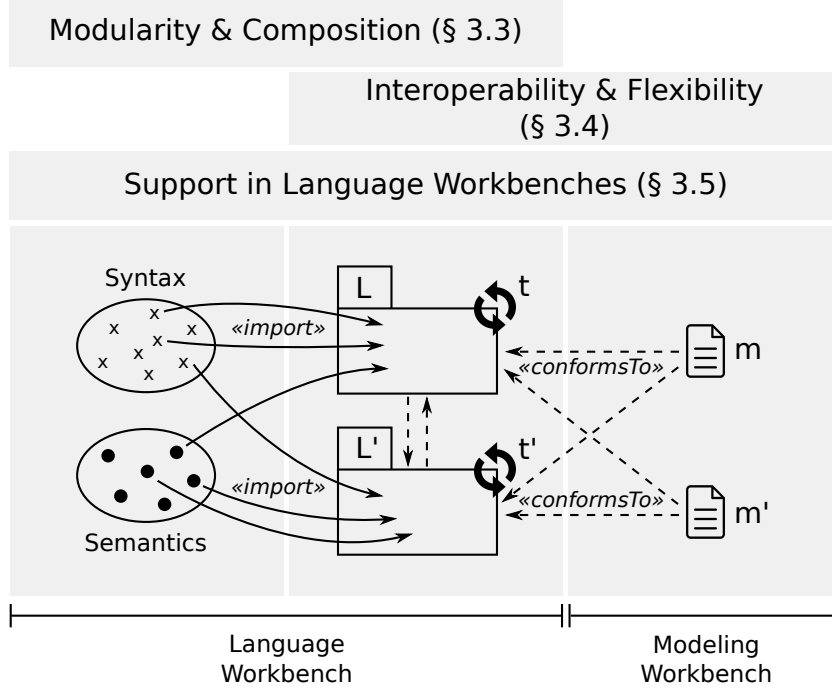 Modularity & Composition (§ 3.3)
Interoperability & Flexibility
(§ 3.4)
Support in Language Workbenches (§ 3.5)
Syntax
x
x
x
x
x
x
x
x
«import»
L
t
«conformsTo»
m
L'
t'
«import»
«conformsTo»
m'
Semantics
Language
Workbench
Modeling
Workbench